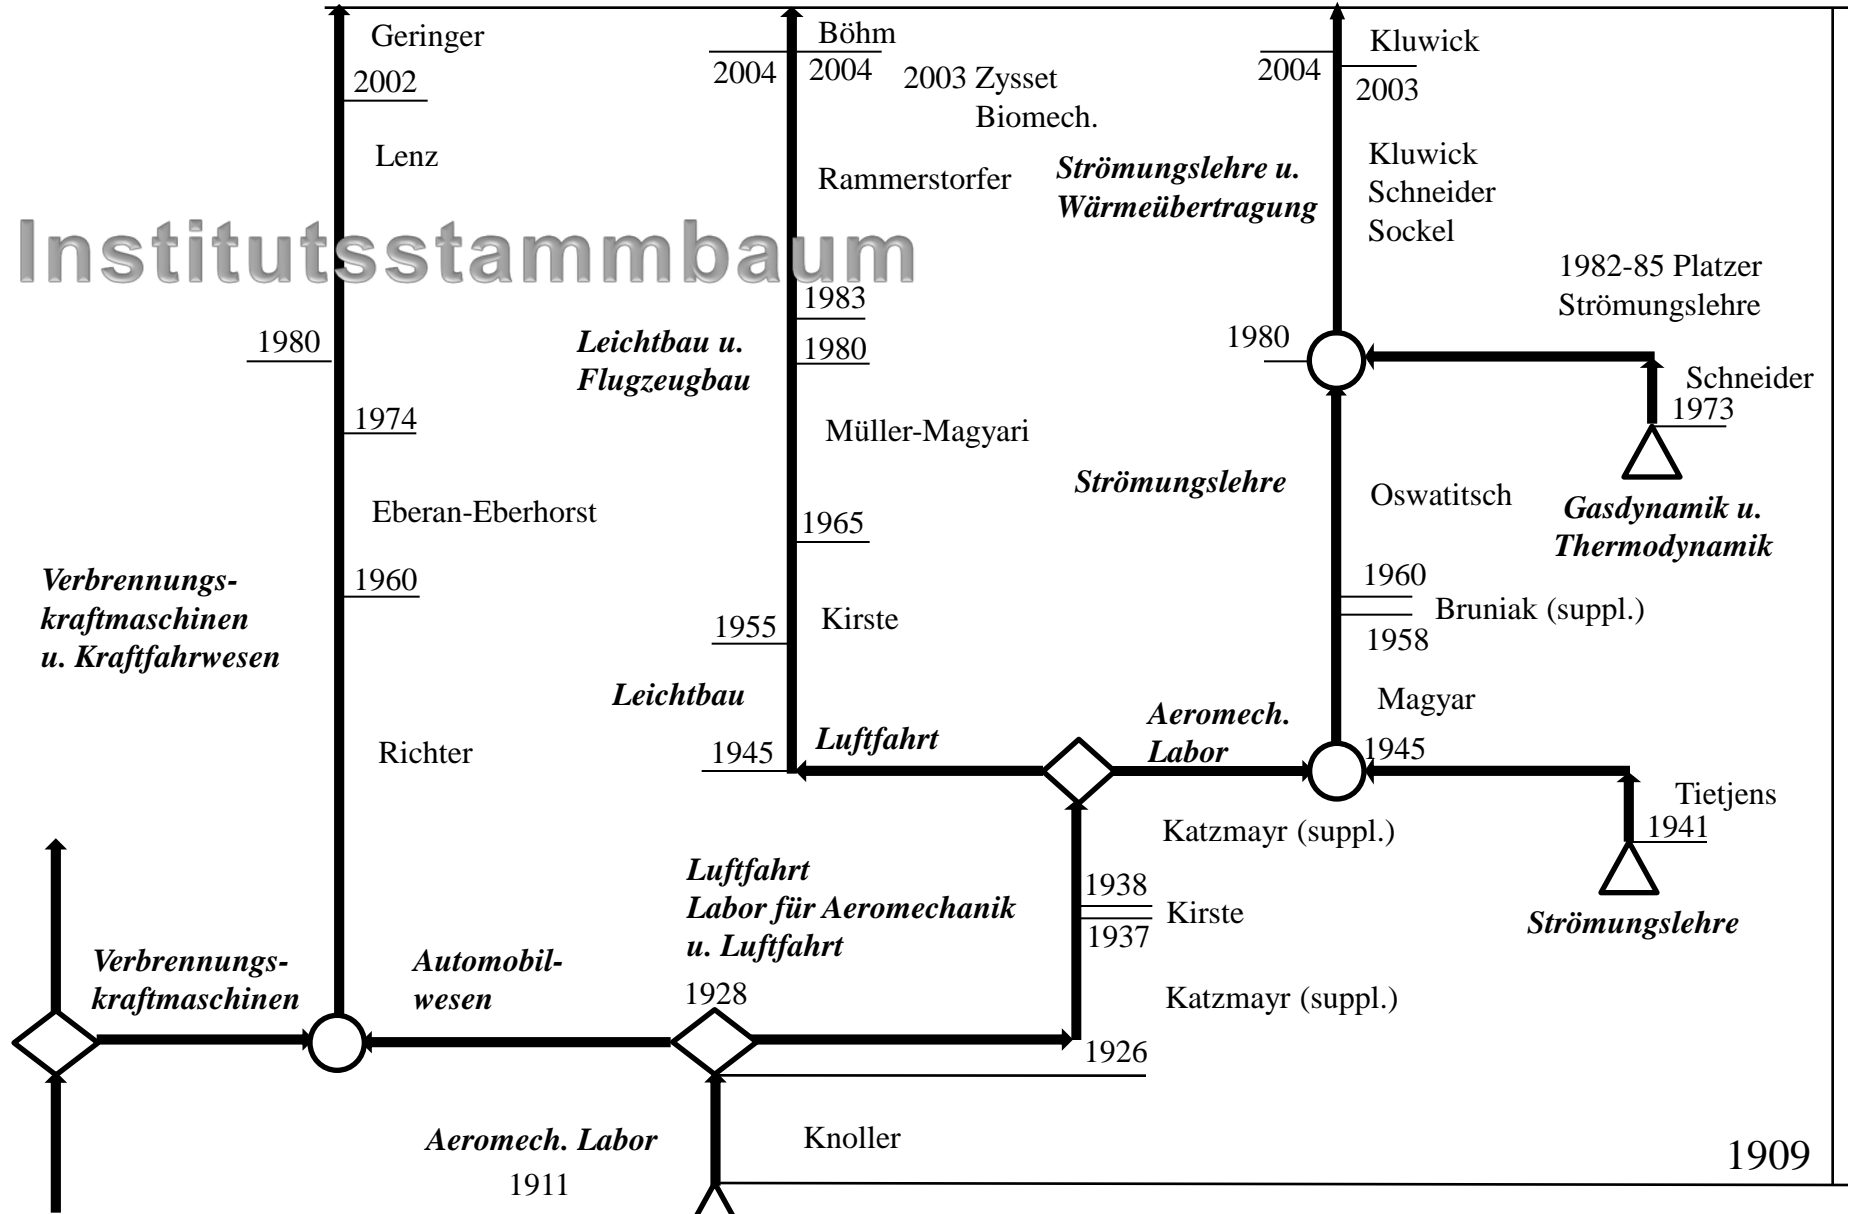 Geringer
2002
Lenz
Böhm
2004
2004
2003 Zysset
Biomech.
Kluwick
2004
2003
Rammerstorfer
Strömungslehre u.
Wärmeübertragung
Kluwick
Schneider
Sockel
Institutsstammbaum
1982-85 Platzer
Strömungslehre
1983
1980
Leichtbau u.
Flugzeugbau
1980
1980
Schneider
1973
1974
Müller-Magyari
Strömungslehre
Oswatitsch
Gasdynamik u.
Thermodynamik
Eberan-Eberhorst
1965
Verbrennungs-
kraftmaschinen
u. Kraftfahrwesen
1960
1960
Bruniak (suppl.)
1958
1955
Kirste
Leichtbau
Magyar
Richter
1945
Luftfahrt
Aeromech.
Labor
1945
Tietjens
1941
Katzmayr (suppl.)
Luftfahrt
Labor für Aeromechanik
u. Luftfahrt
1938
Kirste
1937
Strömungslehre
Verbrennungs-
kraftmaschinen
Automobil-
wesen
1928
Katzmayr (suppl.)
1926
Aeromech. Labor
1911
Knoller
1909